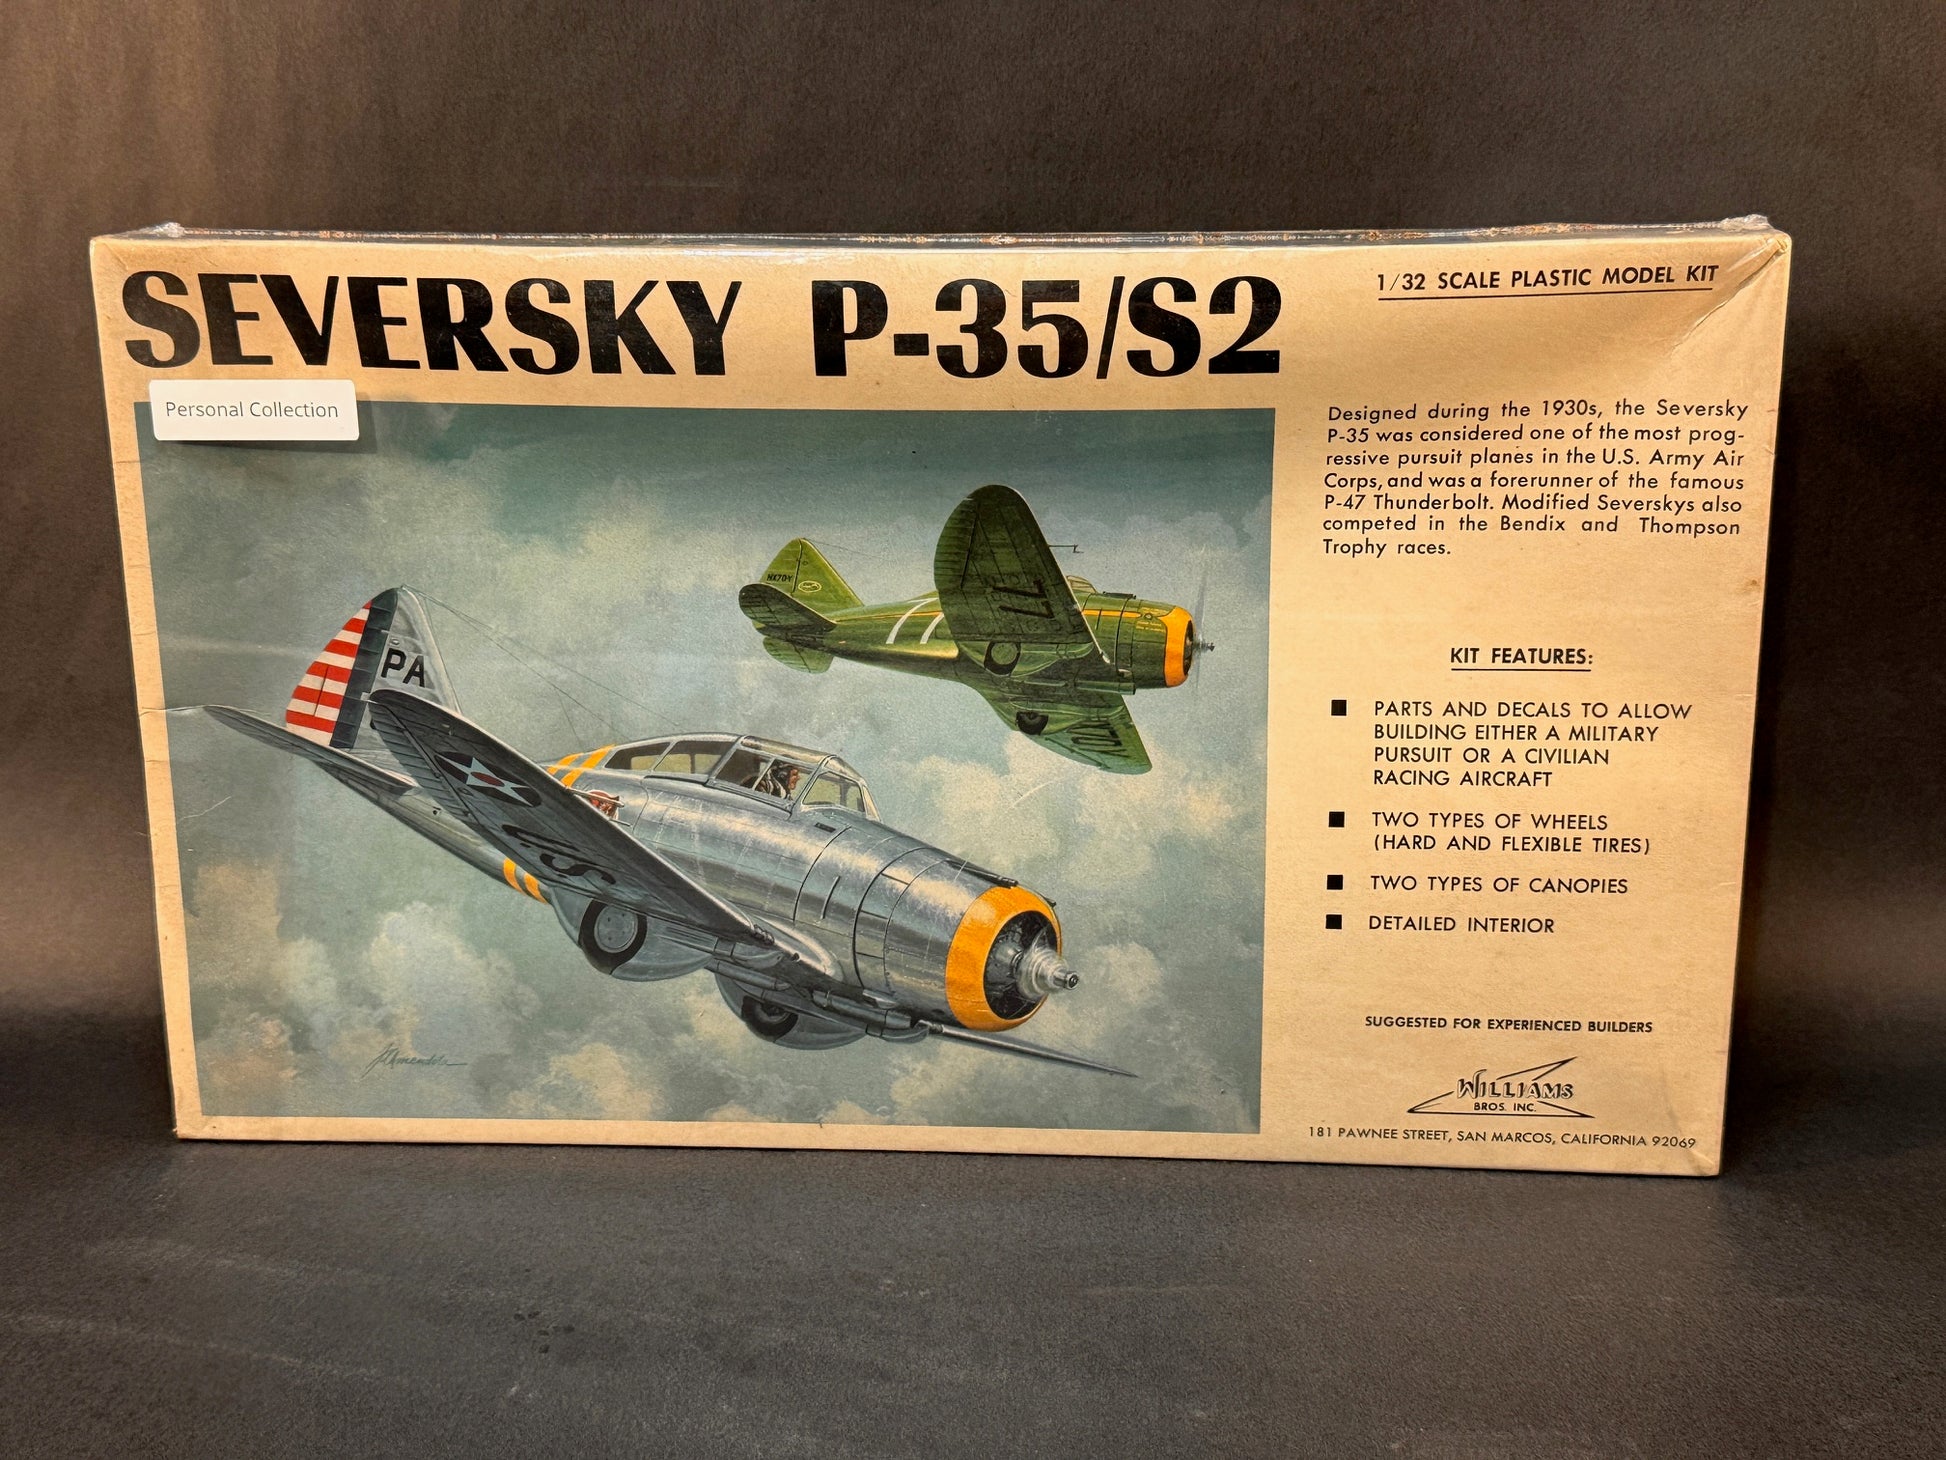 SEVERSKY P-35/S2
1/32 SCALE PLASTIC MODEL KIT
Personal Collection
Designed during the 1930s, the Seversky
P-35 was considered one of the most prog-
ressive pursuit planes in the U.S. Army Air
Corps, and was a forerunner of the famous
P-47 Thunderbolt. Modified Severskys also
competed in the Bendix and Thompson
Trophy races.
KIT FEATURES:
■ PARTS AND DECALS TO ALLOW
BUILDING EITHER A MILITARY
PURSUIT OR A CIVILIAN
RACING AIRCRAFT
■ TWO TYPES OF WHEELS
(HARD AND FLEXIBLE TIRES)
■ TWO TYPES OF CANOPIES
■ DETAILED INTERIOR
SUGGESTED FOR EXPERIENCED BUILDERS
WILLIAMS
BROS. INC.
181 PAWNEE STREET, SAN MARCOS, CALIFORNIA 92069
NX70Y
77
77
NX70Y
PA
U.S.